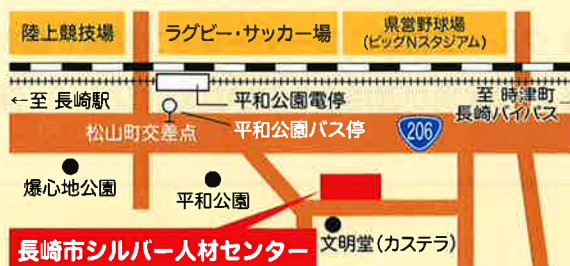 陸上競技場
ラグビー・サッカー場
県営野球場
(ビッグNスタジアム)
←至 長崎駅
平和公園電停
至 時津町
長崎バイパス
松山町交差点
平和公園バス停
206
爆心地公園
平和公園
長崎市シルバー人材センター
文明堂(カステラ)